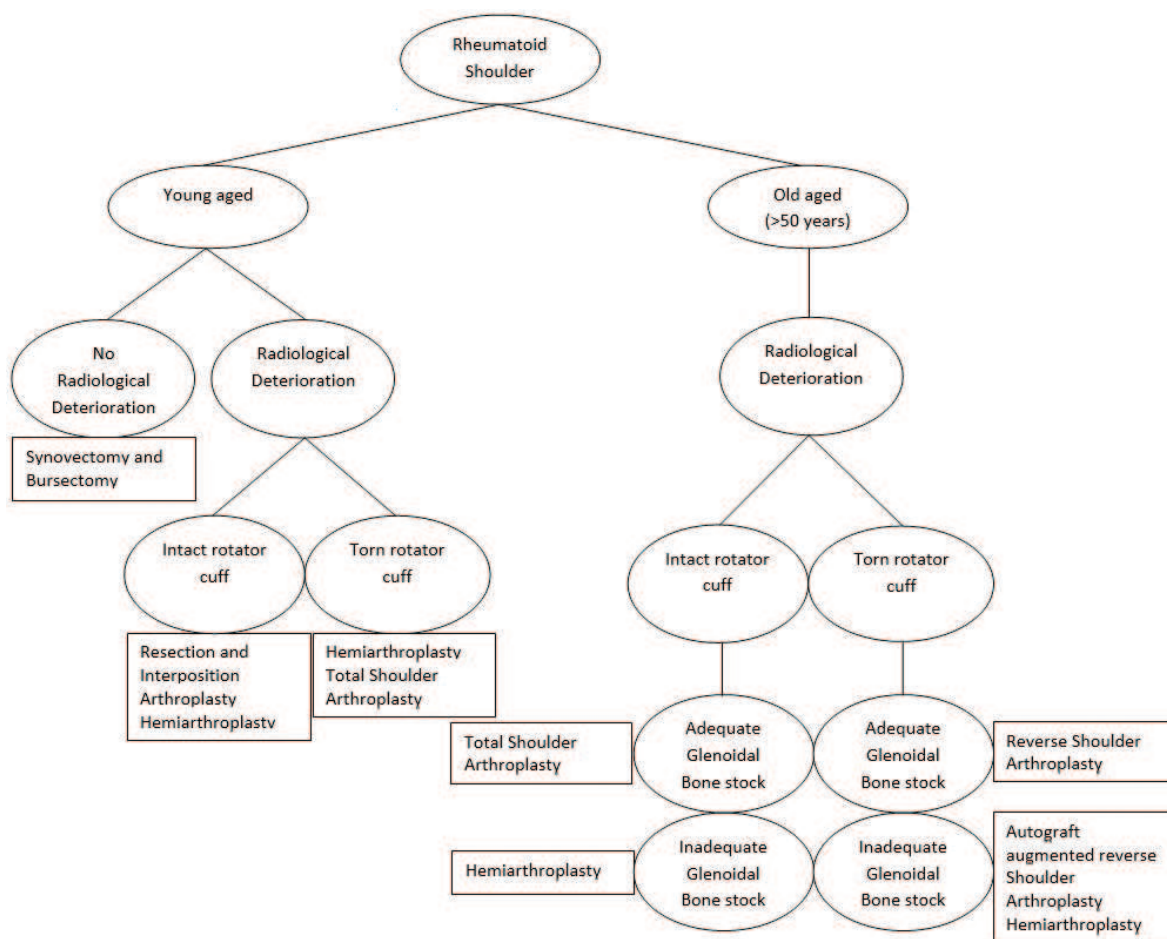 Rheumatoid
Shoulder
Young aged
Old aged
(>50 years)
No
Radiological
Deterioration
Radiological
Deterioration
Radiological
Deterioration
Synovectomy and
Bursectomy
Intact rotator
cuff
Torn rotator
cuff
Intact rotator
cuff
Torn rotator
cuff
Resection and
Interposition
Arthroplasty
Hemiarthroplasty
Hemiarthroplasty
Total Shoulder
Arthroplasty
Total Shoulder
Arthroplasty
Adequate
Glenoidal
Bone stock
Adequate
Glenoidal
Bone stock
Reverse Shoulder
Arthroplasty
Hemiarthroplasty
Inadequate
Glenoidal
Bone stock
Inadequate
Glenoidal
Bone stock
Autograft
augmented reverse
Shoulder
Arthroplasty
Hemiarthroplasty